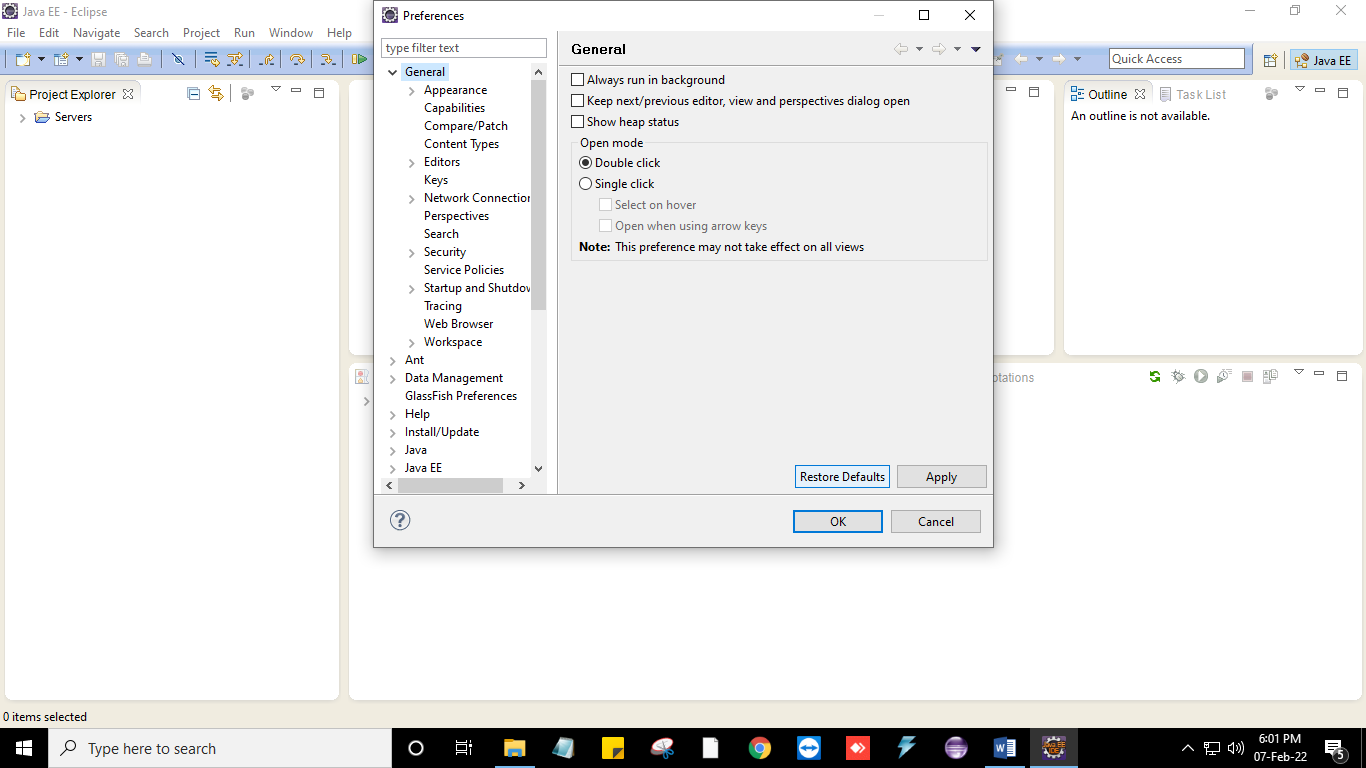 Java EE - Eclipse
File Edit Navigate Search Project Run Window Help
Quick Access
Java EE
Project Explorer
Servers
Preferences
type filter text
General
Appearance
Capabilities
Compare/Patch
Content Types
Editors
Keys
Network Connection
Perspectives
Search
Security
Service Policies
Startup and Shutdov
Tracing
Web Browser
Workspace
Ant
Data Management
GlassFish Preferences
Help
Install/Update
Java
Java EE
General
Always run in background
Keep next/previous editor, view and perspectives dialog open
Show heap status
Open mode
Double click
Single click
Select on hover
Open when using arrow keys
Note: This preference may not take effect on all views
Restore Defaults Apply
OK Cancel
Outline Task List
An outline is not available.
otations
0 items selected
Type here to search
6:01 PM
07-Feb-22
5